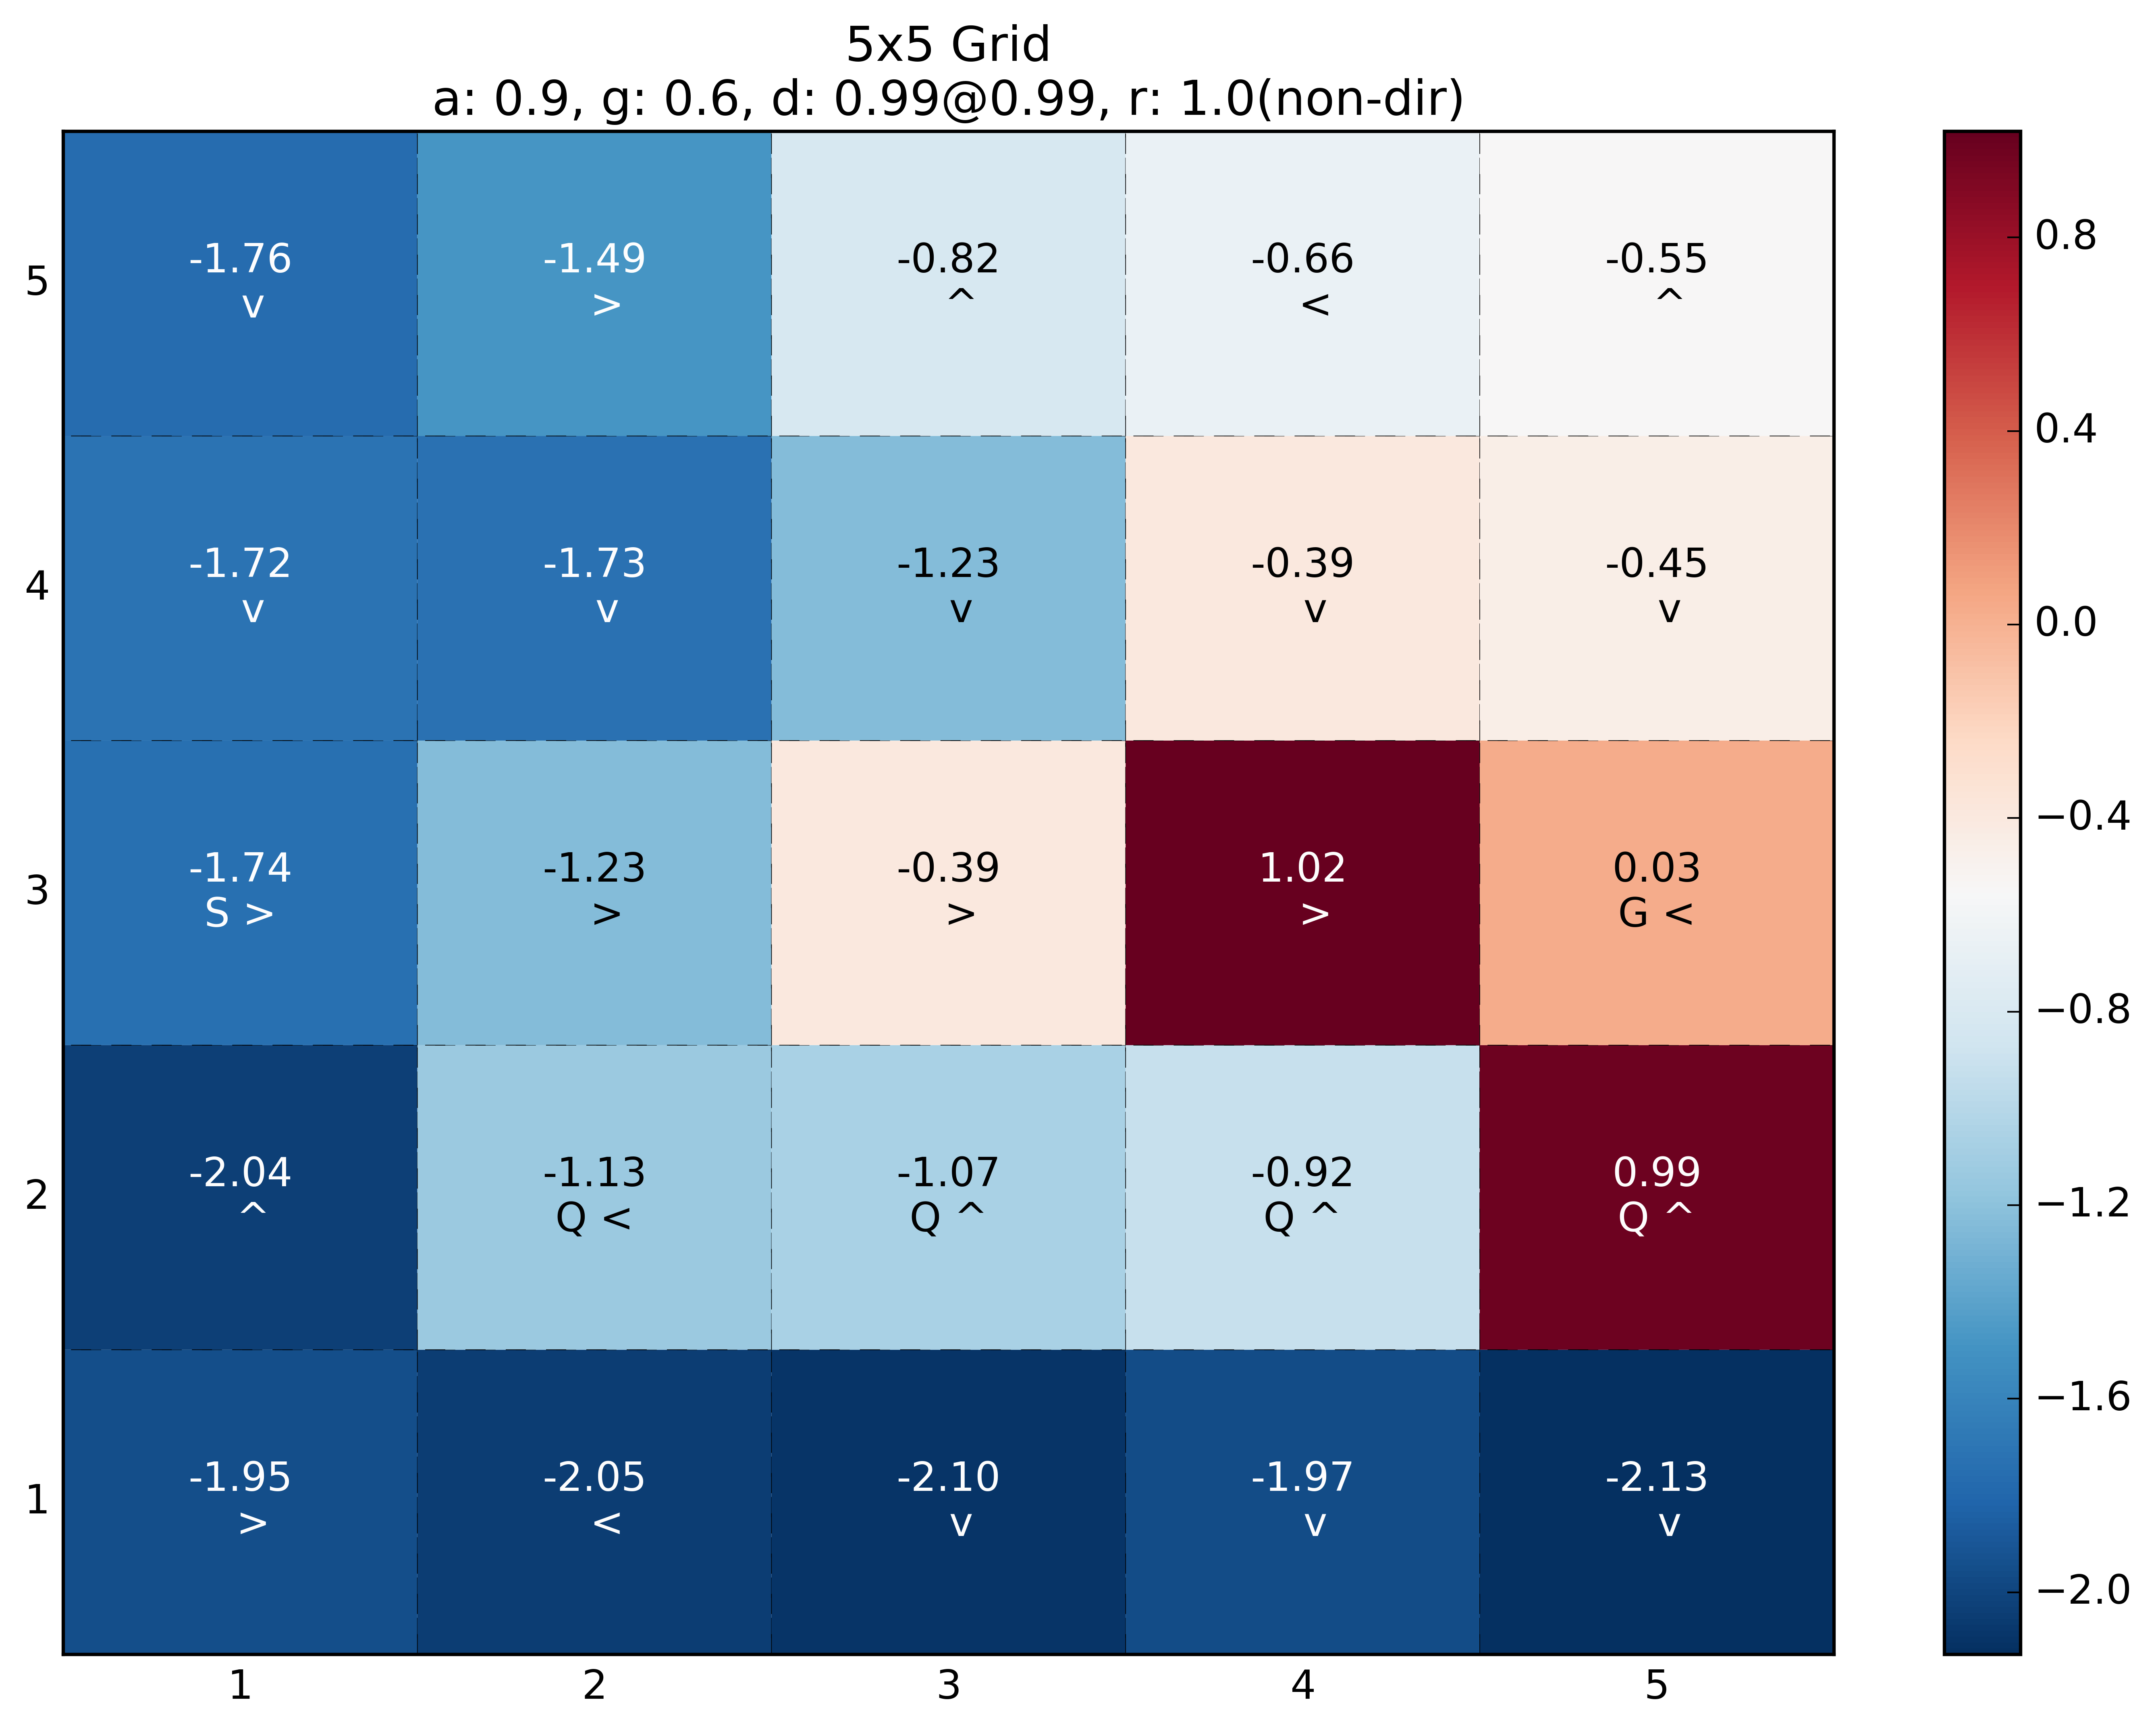 5x5 Grid
a: 0.9, g: 0.6, d: 0.99@0.99, r: 1.0(non-dir)
5
-1.76 -1.49 -0.82 -0.66 -0.55
v > ^ < ^
4
-1.72 -1.73 -1.23 -0.39 -0.45
v v v v v
3
-1.74 -1.23 -0.39 1.02 0.03
S > > > > G <
2
-2.04 -1.13 -1.07 -0.92 0.99
^ Q < Q ^ Q ^ Q ^
1
-1.95 -2.05 -2.10 -1.97 -2.13
> < v v v
1 2 3 4 5
0.8
0.4
0.0
−0.4
−0.8
−1.2
−1.6
−2.0